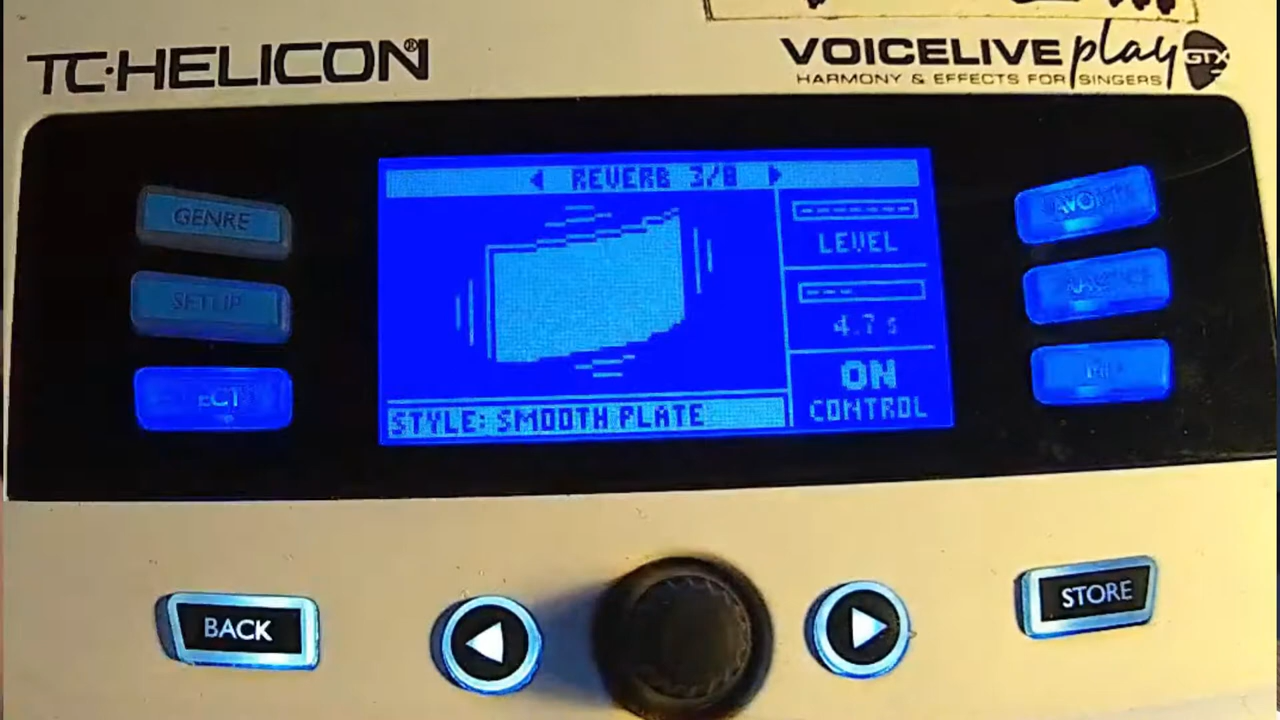 TC·HELICON®
VOICELIVE play GTX
HARMONY & EFFECTS FOR SINGERS
REVERB 3/8
GENRE
SETUP
LEVEL
4.7 s
ON
CONTROL
STYLE: SMOOTH PLATE
BACK
STORE